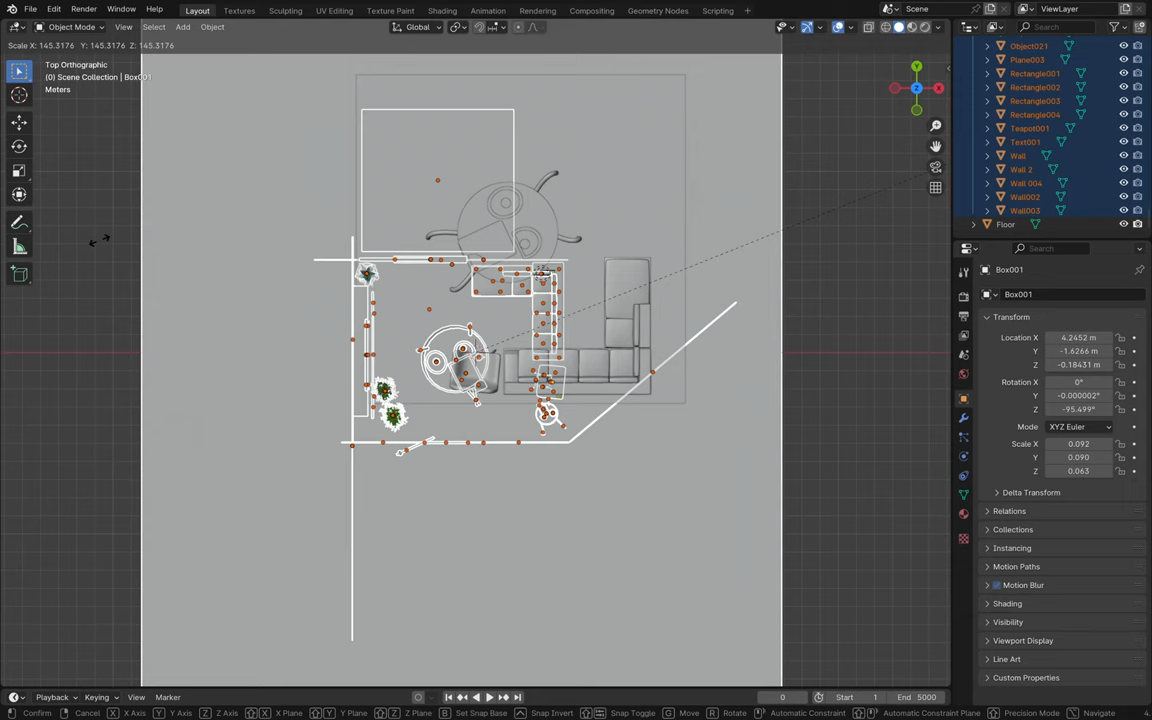 File Edit Render Window Help Layout Textures Sculpting UV Editing Texture Paint Shading Animation Rendering Compositing Geometry Nodes Scripting Scene ViewLayer
Object Mode View Select Add Object Global Search
Scale X: 145.3176 Y: 145.3176 Z: 145.3176
Top Orthographic
(0) Scene Collection | Box001
Meters
Y
X
Z
Object021
Plane003
Rectangle001
Rectangle002
Rectangle003
Rectangle004
Teapot001
Text001
Wall
Wall 2
Wall 004
Wall002
Wall003
Floor
Search
Box001
Box001
Transform
Location X 4.2452 m
Y -1.6266 m
Z -0.18431 m
Rotation X 0°
Y -0.000002°
Z -95.499°
Mode XYZ Euler
Scale X 0.092
Y 0.090
Z 0.063
Delta Transform
Relations
Collections
Instancing
Motion Paths
Motion Blur
Shading
Visibility
Viewport Display
Line Art
Custom Properties
Playback Keying View Marker 0 Start 1 End 5000
Confirm Cancel X X Axis Y Y Axis Z Z Axis X X Plane Y Y Plane Z Z Plane B Set Snap Base Snap Invert Snap Toggle G Move R Rotate Automatic Constraint Automatic Constraint Plane Precision Mode Navigate 4.